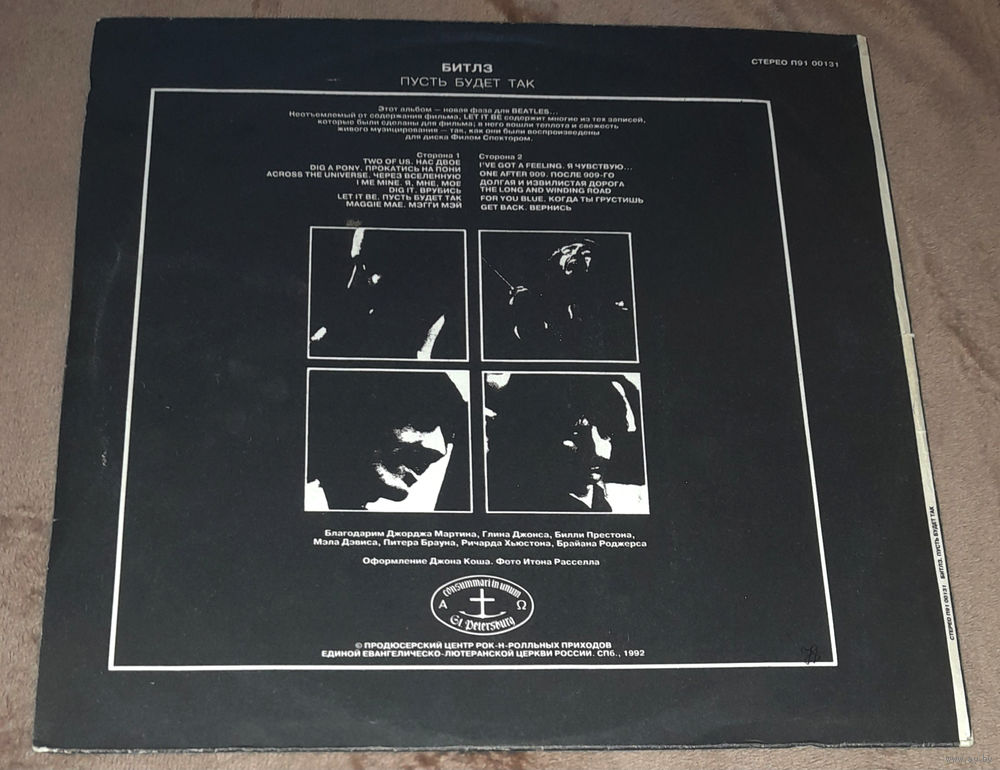 СТЕРЕО П91 00131
БИТЛЗ
ПУСТЬ БУДЕТ ТАК
Этот альбом — новая фаза для BEATLES...
Неотъемлемый от содержания фильма, LET IT BE содержит многие из тех записей,
которые были сделаны для фильма; в него вошли теплота и свежесть
живого музицирования — так, как они были воспроизведены
для диска Филом Спектором.
Сторона 1
TWO OF US. НАС ДВОЕ
DIG A PONY. ПРОКАТИСЬ НА ПОНИ
ACROSS THE UNIVERSE. ЧЕРЕЗ ВСЕЛЕННУЮ
I ME MINE. Я, МНЕ, МОЕ
DIG IT. ВРУБИСЬ
LET IT BE. ПУСТЬ БУДЕТ ТАК
MAGGIE MAE. МЭГГИ МЭЙ
Сторона 2
I'VE GOT A FEELING. Я ЧУВСТВУЮ...
ONE AFTER 909. ПОСЛЕ 909-ГО
ДОЛГАЯ И ИЗВИЛИСТАЯ ДОРОГА
THE LONG AND WINDING ROAD
FOR YOU BLUE. КОГДА ТЫ ГРУСТИШЬ
GET BACK. ВЕРНИСЬ
Благодарим Джорджа Мартина, Глина Джонса, Билли Престона,
Мэла Дэвиса, Питера Брауна, Ричарда Хьюстона, Брайана Роджерса
Оформление Джона Коша. Фото Итона Расселла
consummari in unum
Α Ω
St. Petersburg
© ПРОДЮСЕРСКИЙ ЦЕНТР РОК-Н-РОЛЛЬНЫХ ПРИХОДОВ
ЕДИНОЙ ЕВАНГЕЛИЧЕСКО-ЛЮТЕРАНСКОЙ ЦЕРКВИ РОССИИ. СПб., 1992
СТЕРЕО П91 00131 БИТЛЗ. ПУСТЬ БУДЕТ ТАК